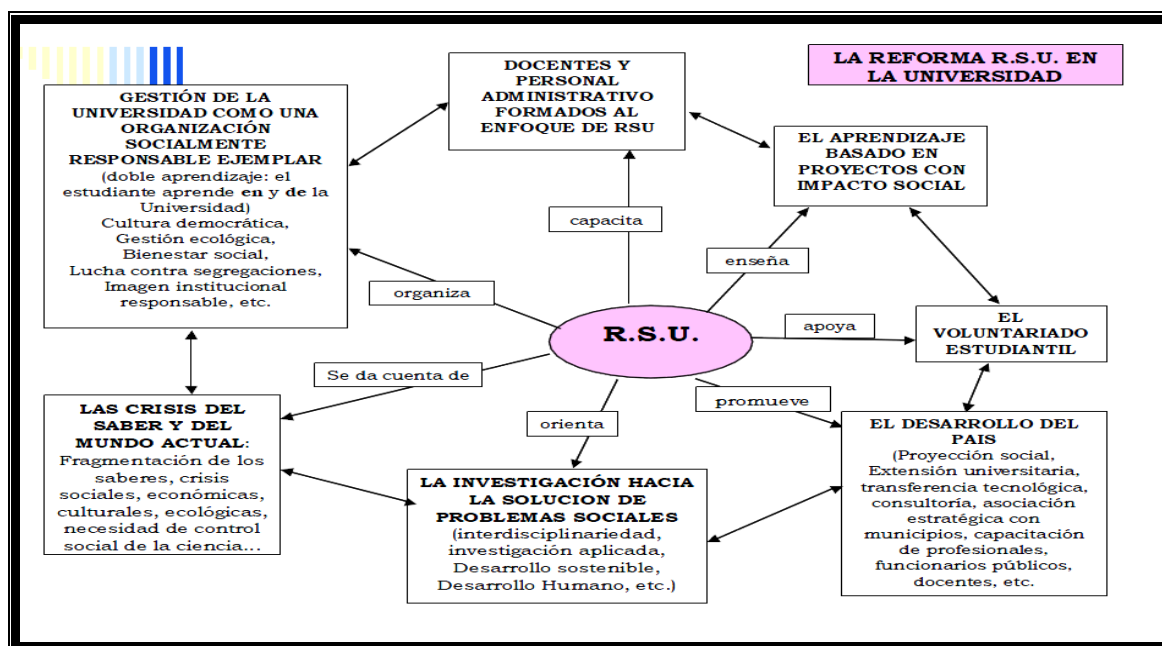 LA REFORMA R.S.U. EN
LA UNIVERSIDAD
GESTIÓN DE LA
UNIVERSIDAD COMO UNA
ORGANIZACIÓN
SOCIALMENTE
RESPONSABLE EJEMPLAR
(doble aprendizaje: el
estudiante aprende en y de la
Universidad)
Cultura democrática,
Gestión ecológica,
Bienestar social,
Lucha contra segregaciones,
Imagen institucional
responsable, etc.
DOCENTES Y
PERSONAL
ADMINISTRATIVO
FORMADOS AL
ENFOQUE DE RSU
EL APRENDIZAJE
BASADO EN
PROYECTOS CON
IMPACTO SOCIAL
capacita
enseña
organiza
R.S.U.
apoya
EL
VOLUNTARIADO
ESTUDIANTIL
Se da cuenta de
promueve
orienta
LAS CRISIS DEL
SABER Y DEL
MUNDO ACTUAL:
Fragmentación de los
saberes, crisis
sociales, económicas,
culturales, ecológicas,
necesidad de control
social de la ciencia...
LA INVESTIGACIÓN HACIA
LA SOLUCION DE
PROBLEMAS SOCIALES
(interdisciplinariedad,
investigación aplicada,
Desarrollo sostenible,
Desarrollo Humano, etc.)
EL DESARROLLO DEL
PAIS
(Proyección social,
Extensión universitaria,
transferencia tecnológica,
consultoría, asociación
estratégica con
municipios, capacitación
de profesionales,
funcionarios públicos,
docentes, etc.